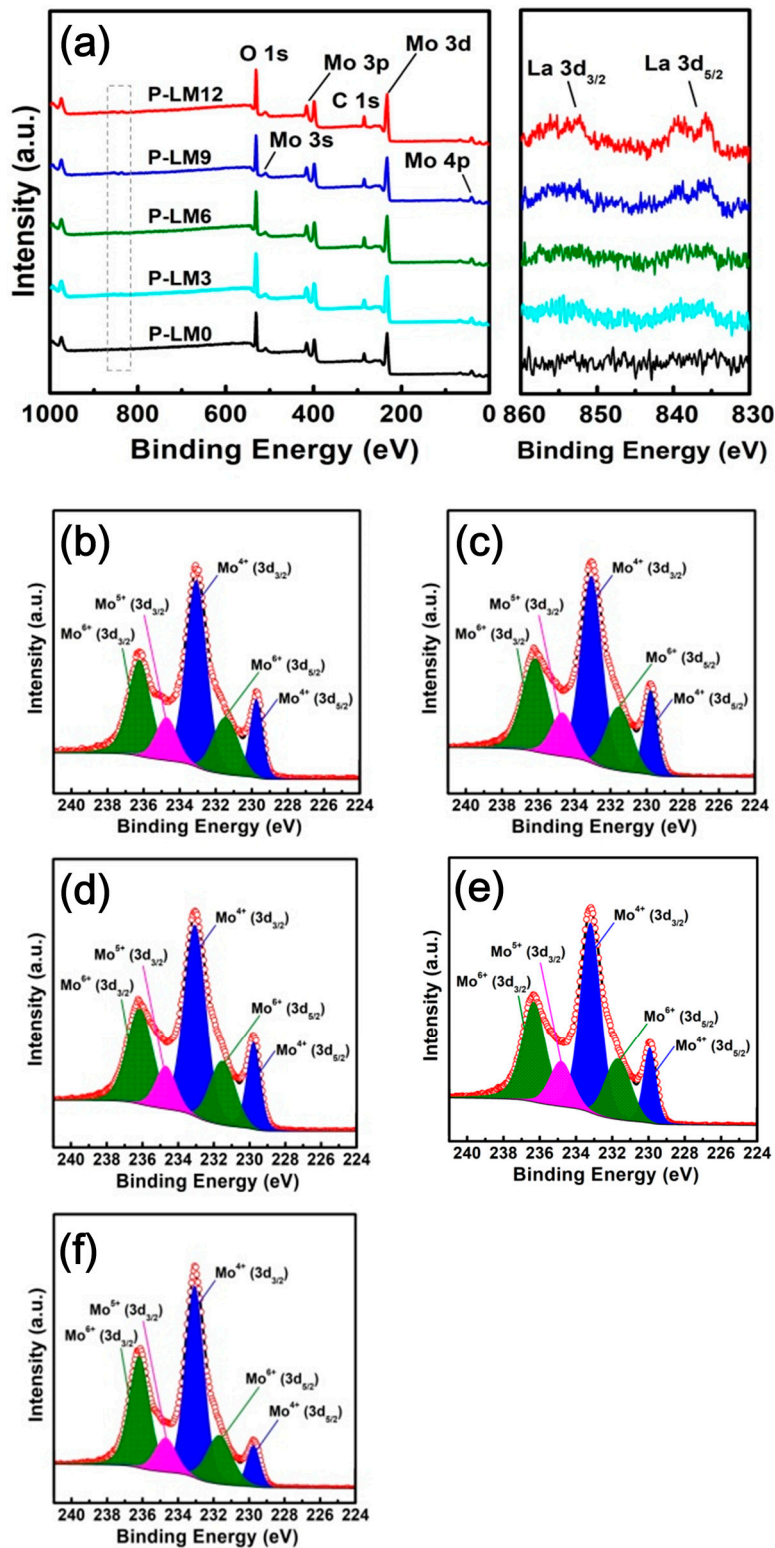 (a)
O 1s
Mo 3d
Mo 3p
C 1s
P-LM12
Mo 3s
P-LM9
Mo 4p
P-LM6
P-LM3
P-LM0
Intensity (a.u.)
1000 800 600 400 200 0
Binding Energy (eV)
La 3d3/2
La 3d5/2
860 850 840 830
Binding Energy (eV)
(b)
Mo4+ (3d3/2)
Mo5+ (3d3/2)
Mo6+ (3d3/2)
Mo6+ (3d5/2)
Mo4+ (3d5/2)
Intensity (a.u.)
240 238 236 234 232 230 228 226 224
Binding Energy (eV)
(c)
Mo4+ (3d3/2)
Mo5+ (3d3/2)
Mo6+ (3d3/2)
Mo6+ (3d5/2)
Mo4+ (3d5/2)
Intensity (a.u.)
240 238 236 234 232 230 228 226 224
Binding Energy (eV)
(d)
Mo4+ (3d3/2)
Mo5+ (3d3/2)
Mo6+ (3d3/2)
Mo6+ (3d5/2)
Mo4+ (3d5/2)
Intensity (a.u.)
240 238 236 234 232 230 228 226 224
Binding Energy (eV)
(e)
Mo4+ (3d3/2)
Mo5+ (3d3/2)
Mo6+ (3d3/2)
Mo6+ (3d5/2)
Mo4+ (3d5/2)
Intensity (a.u.)
240 238 236 234 232 230 228 226 224
Binding Energy (eV)
(f)
Mo4+ (3d3/2)
Mo5+ (3d3/2)
Mo6+ (3d3/2)
Mo6+ (3d5/2)
Mo4+ (3d5/2)
Intensity (a.u.)
240 238 236 234 232 230 228 226 224
Binding Energy (eV)